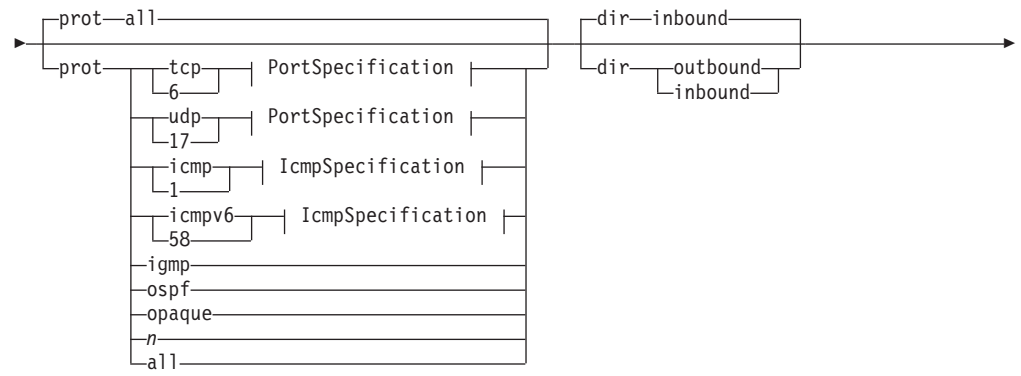 prot all dir inbound
prot tcp PortSpecification dir outbound
6 inbound
udp PortSpecification
17
icmp IcmpSpecification
1
icmpv6 IcmpSpecification
58
igmp
ospf
opaque
n
all